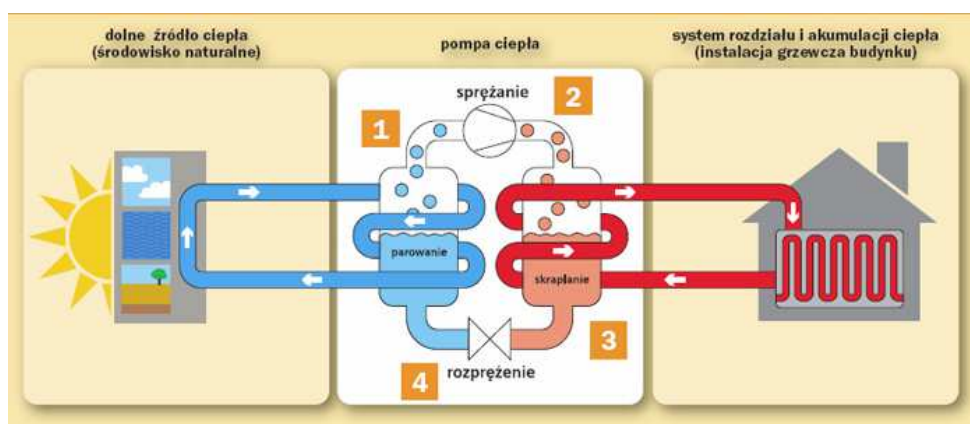 dolne źródło ciepła
(środowisko naturalne)
pompa ciepła
system rozdziału i akumulacji ciepła
(instalacja grzewcza budynku)
sprężanie
1
2
parowanie
skraplanie
3
4
rozprężenie